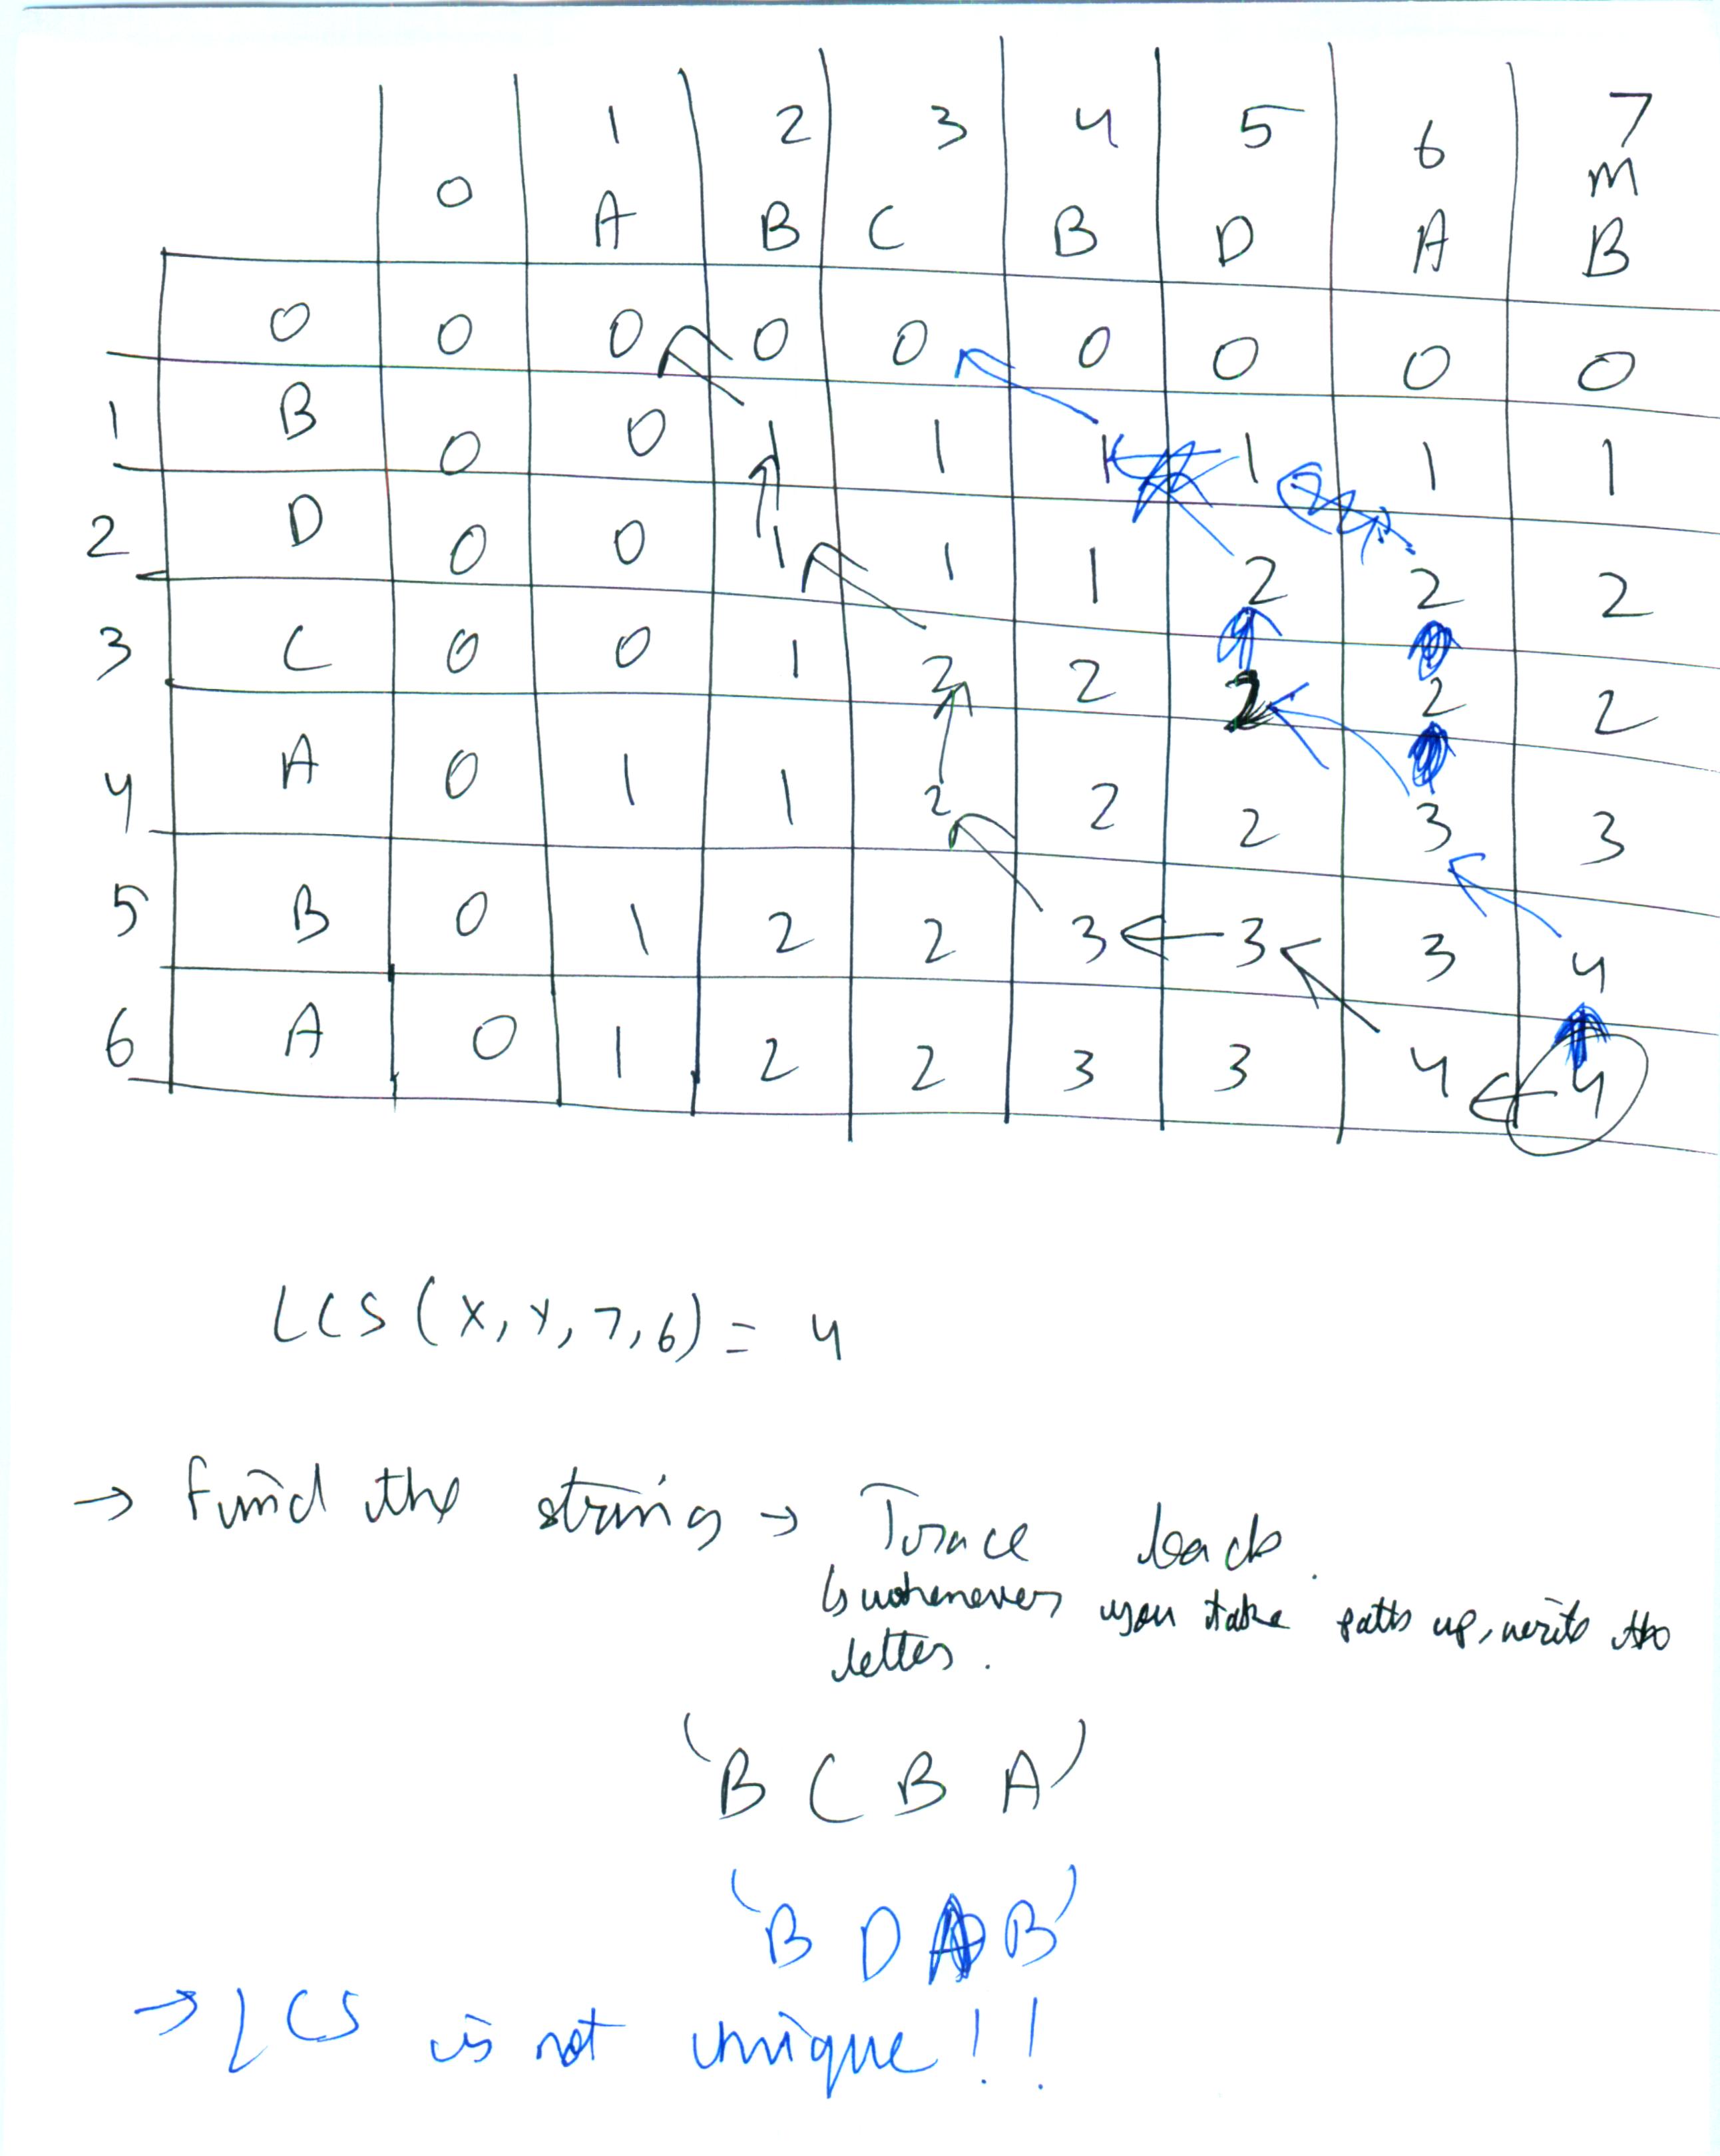 1 2 3 4 5 6 7
0 m
A B C B D A B
0 0 0 0 0 0 0 0 0
1 B 0 0 1 1 1 1 1 1
2 D 0 0 1 1 1 2 2 2
3 C 0 0 1 2 2 2 2 2
4 A 0 1 1 2 2 2 3 3
5 B 0 1 2 2 3 3 3 4
6 A 0 1 2 2 3 3 4 4
LCS (X, Y, 7, 6) = 4
→ Find the string → Trace back.
↳ whenever you take path up, write the
letter.
'B C B A'
'B D A B'
→ LCS is not unique!!